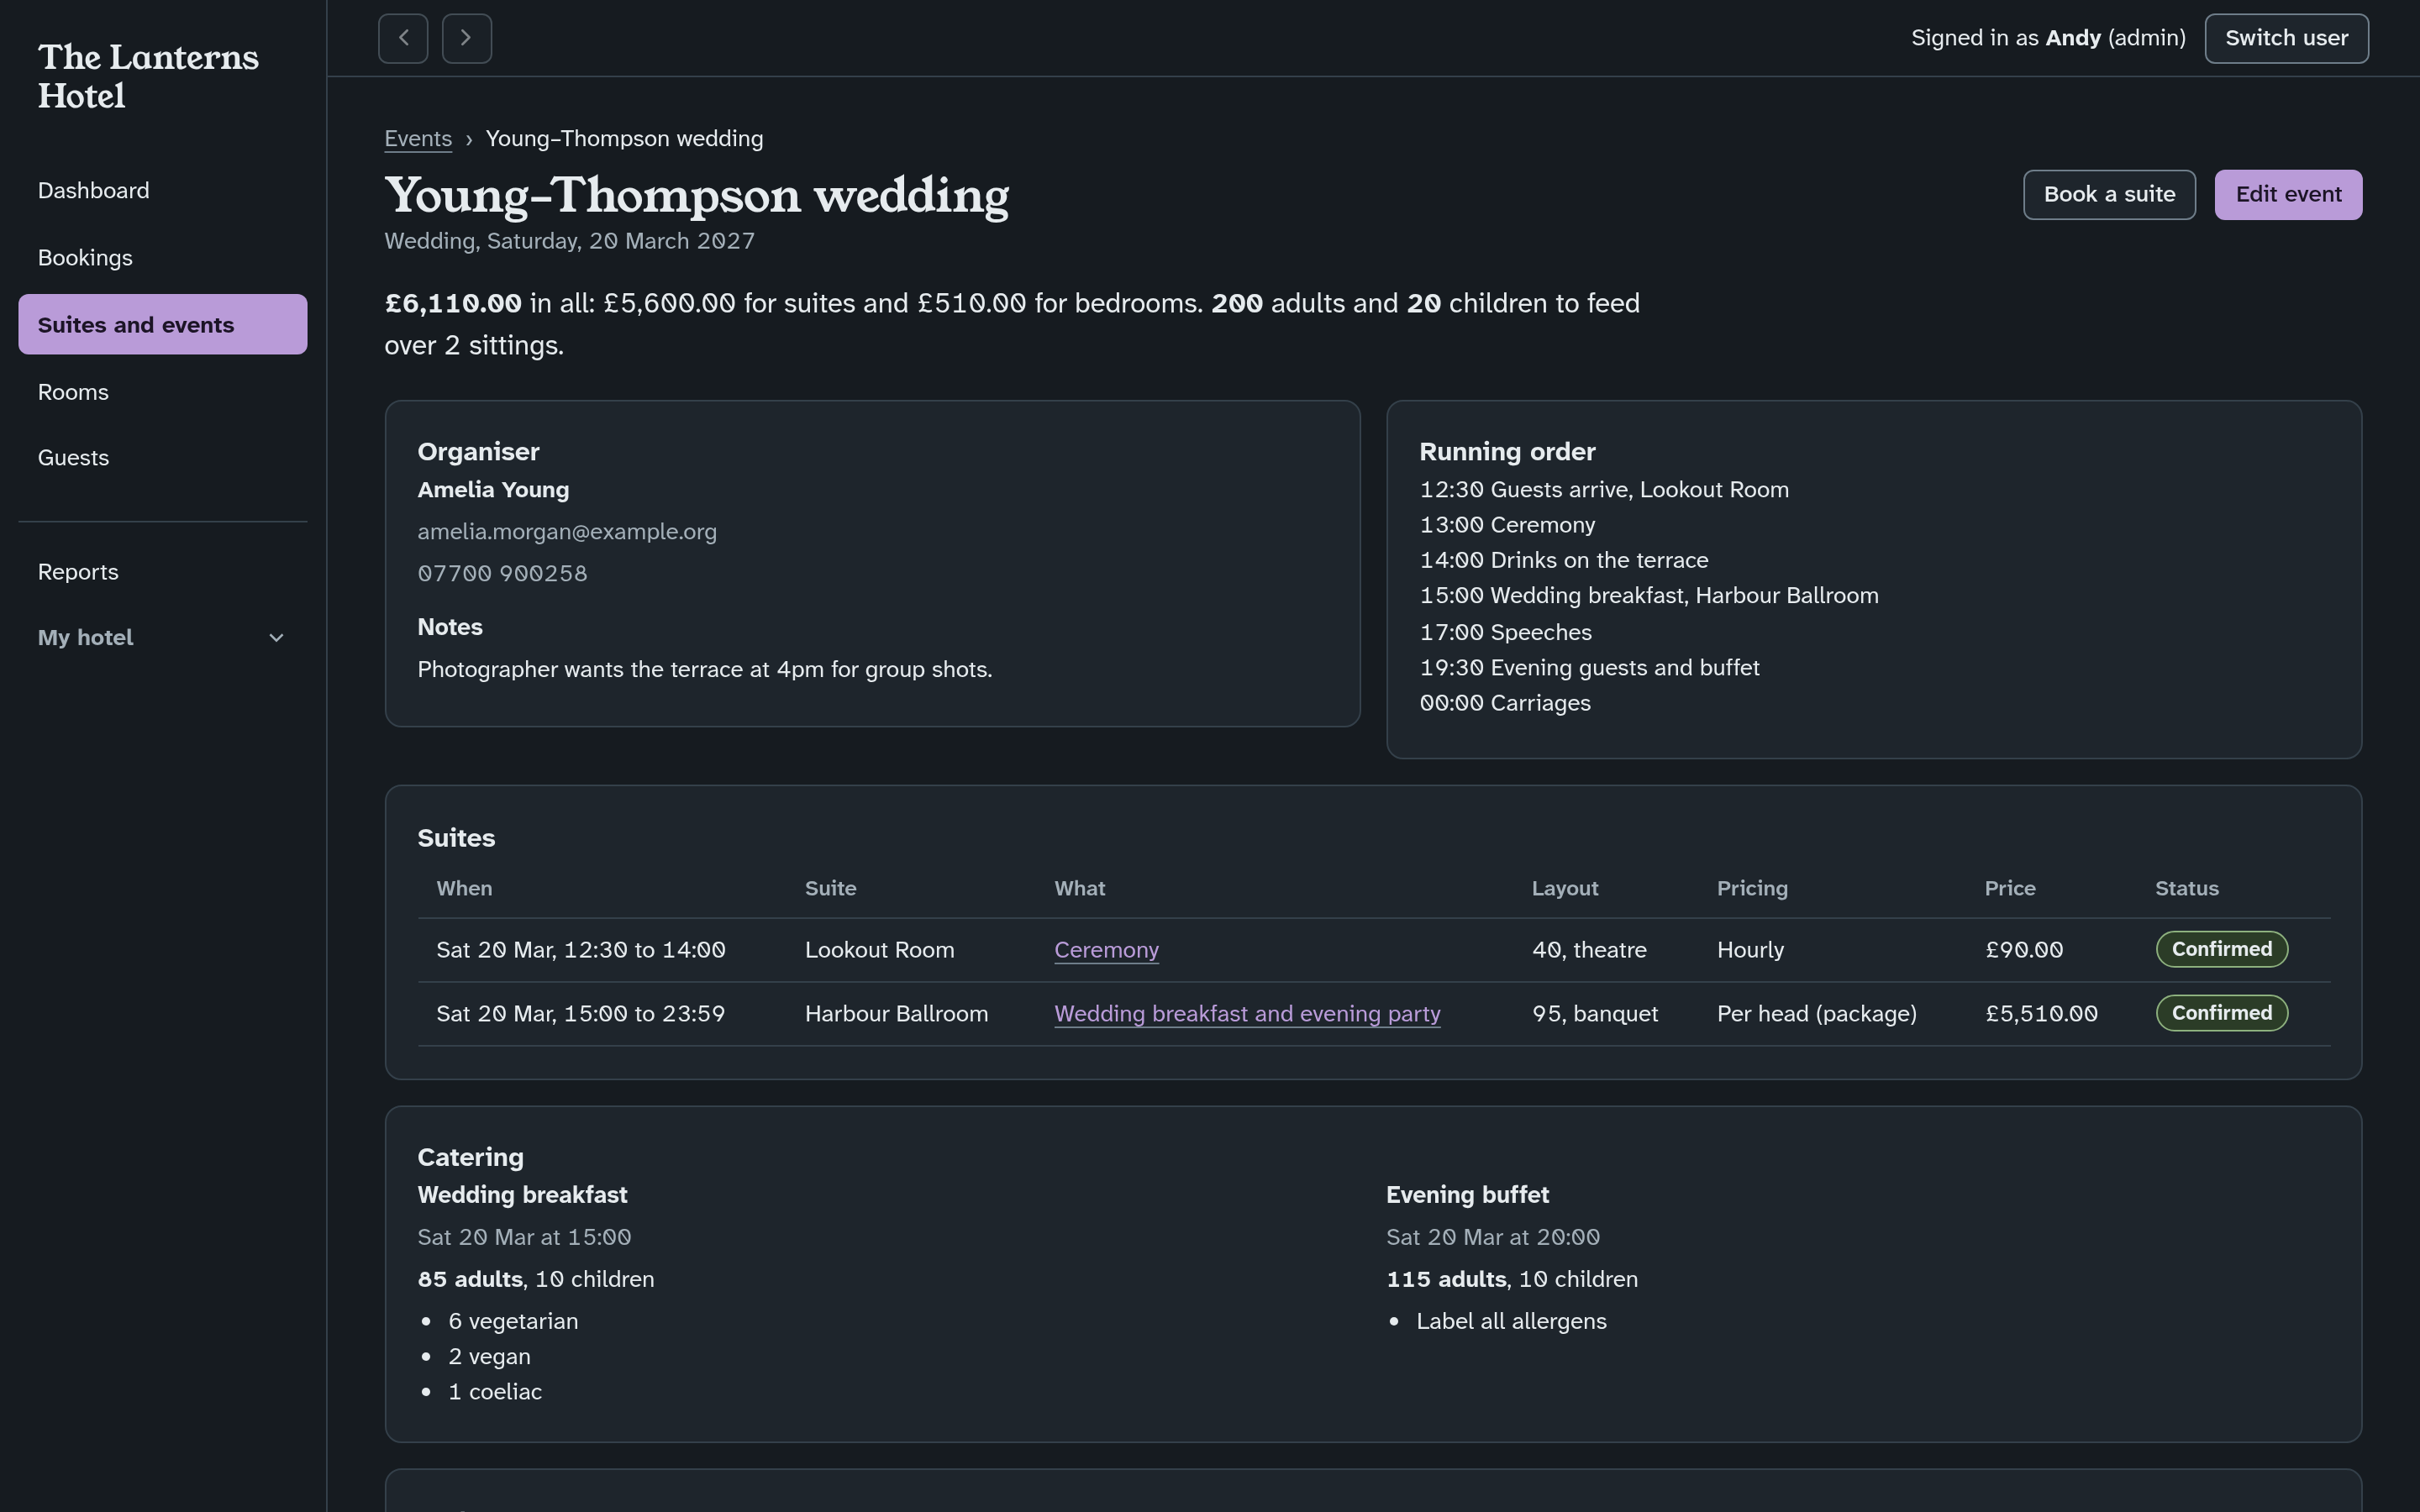 The Lanterns
Hotel
Dashboard
Bookings
Suites and events
Rooms
Guests
Reports
My hotel
Signed in as Andy (admin)
Switch user
Events › Young–Thompson wedding
Young–Thompson wedding
Book a suite
Edit event
Wedding, Saturday, 20 March 2027
£6,110.00 in all: £5,600.00 for suites and £510.00 for bedrooms. 200 adults and 20 children to feed
over 2 sittings.
Organiser
Amelia Young
amelia.morgan@example.org
07700 900258
Notes
Photographer wants the terrace at 4pm for group shots.
Running order
12:30 Guests arrive, Lookout Room
13:00 Ceremony
14:00 Drinks on the terrace
15:00 Wedding breakfast, Harbour Ballroom
17:00 Speeches
19:30 Evening guests and buffet
00:00 Carriages
Suites
When Suite What Layout Pricing Price Status
Sat 20 Mar, 12:30 to 14:00 Lookout Room Ceremony 40, theatre Hourly £90.00 Confirmed
Sat 20 Mar, 15:00 to 23:59 Harbour Ballroom Wedding breakfast and evening party 95, banquet Per head (package) £5,510.00 Confirmed
Catering
Wedding breakfast
Sat 20 Mar at 15:00
85 adults, 10 children
• 6 vegetarian
• 2 vegan
• 1 coeliac
Evening buffet
Sat 20 Mar at 20:00
115 adults, 10 children
• Label all allergens